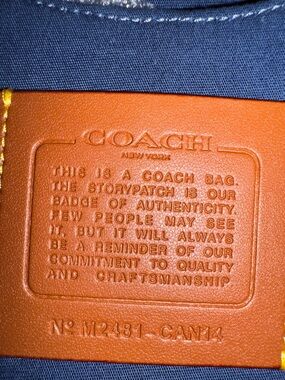 COACH
NEW YORK
THIS IS A COACH BAG.
THE STORYPATCH IS OUR
BADGE OF AUTHENTICITY.
FEW PEOPLE MAY SEE
IT, BUT IT WILL ALWAYS
BE A REMINDER OF OUR
COMMITMENT TO QUALITY
AND CRAFTSMANSHIP
Nº M2481-CAN14